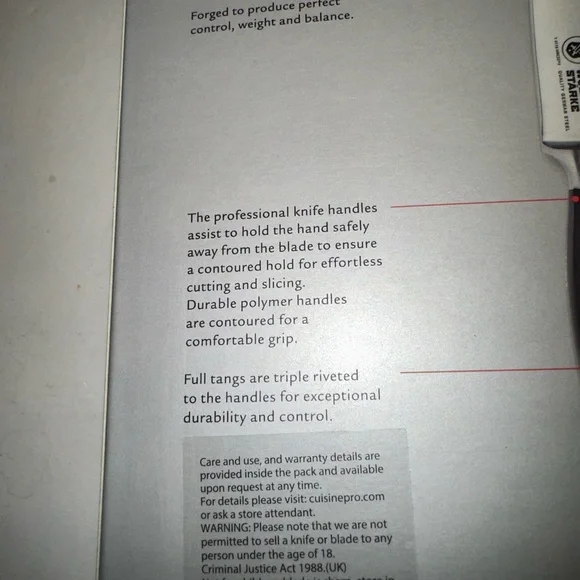 Forged to produce perfect
control, weight and balance.
STÄRKE
QUALITY GERMAN STEEL
The professional knife handles
assist to hold the hand safely
away from the blade to ensure
a contoured hold for effortless
cutting and slicing.
Durable polymer handles
are contoured for a
comfortable grip.
Full tangs are triple riveted
to the handles for exceptional
durability and control.
Care and use, and warranty details are
provided inside the pack and available
upon request at any time.
For details please visit: cuisinepro.com
or ask a store attendant.
WARNING: Please note that we are not
permitted to sell a knife or blade to any
person under the age of 18.
Criminal Justice Act 1988.(UK)